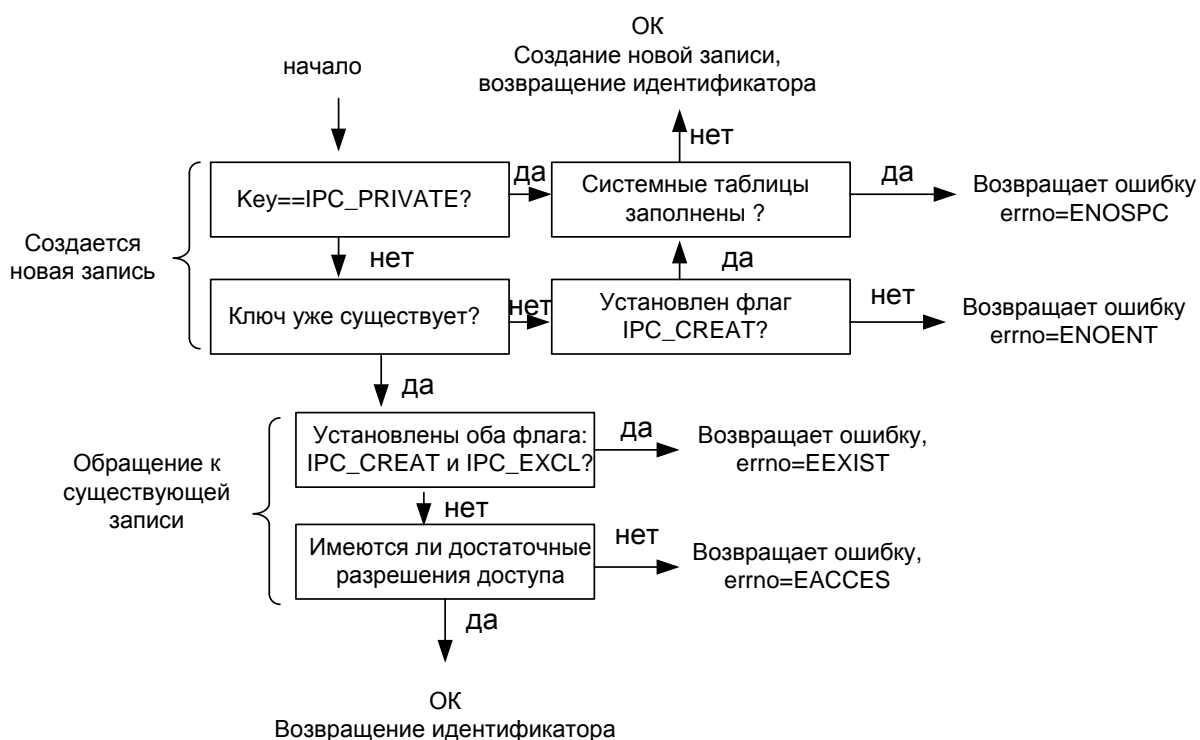 начало
ОК
Создание новой записи,
возвращение идентификатора
нет
Создается
новая запись
Key==IPC_PRIVATE?
да
Системные таблицы
заполнены ?
да
Возвращает ошибку
errno=ENOSPC
нет
да
Ключ уже существует?
нет
Установлен флаг
IPC_CREAT?
нет
Возвращает ошибку
errno=ENOENT
да
Обращение к
существующей
записи
Установлены оба флага:
IPC_CREAT и IPC_EXCL?
да
Возвращает ошибку,
errno=EEXIST
нет
Имеются ли достаточные
разрешения доступа
нет
Возвращает ошибку,
errno=EACCES
да
ОК
Возвращение идентификатора